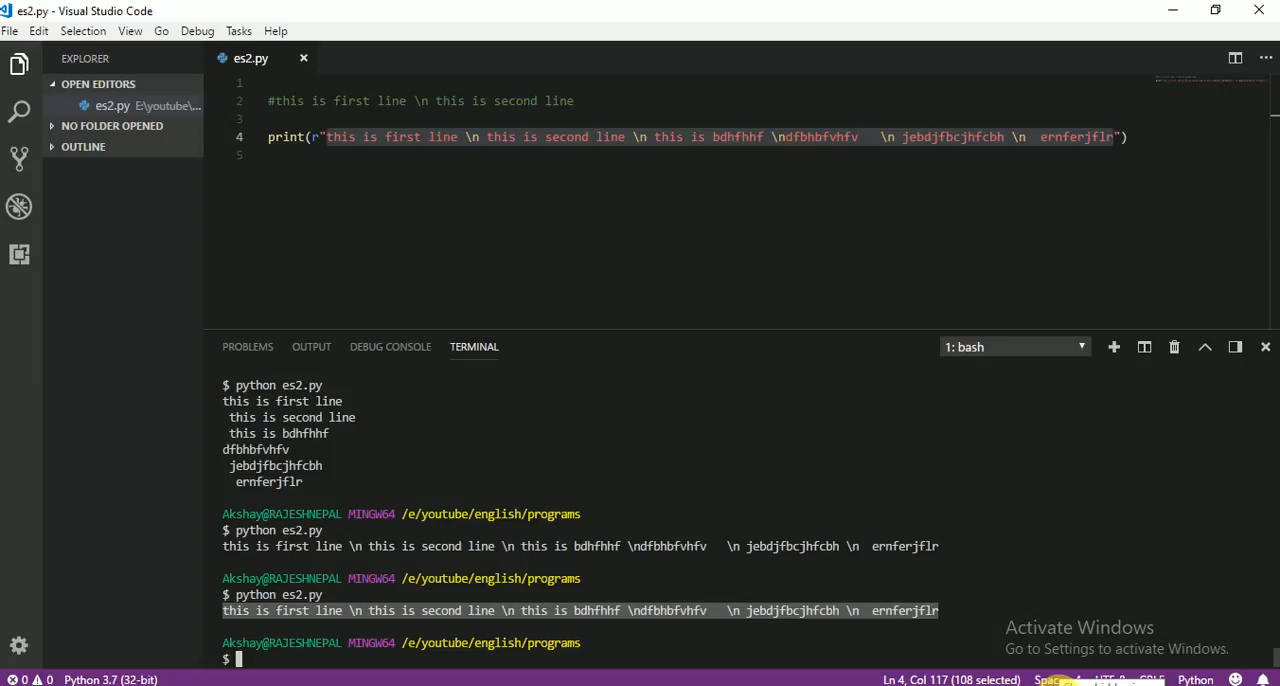 es2.py - Visual Studio Code
File Edit Selection View Go Debug Tasks Help
EXPLORER
OPEN EDITORS
es2.py E:\youtube\...
NO FOLDER OPENED
OUTLINE
es2.py
1
2 #this is first line \n this is second line
3
4 print(r"this is first line \n this is second line \n this is bdhfhhf \ndfbhbfvhfv   \n jebdjfbcjhfcbh \n  ernferjflr")
5
PROBLEMS OUTPUT DEBUG CONSOLE TERMINAL
1: bash
$ python es2.py
this is first line
 this is second line
 this is bdhfhhf
dfbhbfvhfv
 jebdjfbcjhfcbh
  ernferjflr
Akshay@RAJESHNEPAL MINGW64 /e/youtube/english/programs
$ python es2.py
this is first line \n this is second line \n this is bdhfhhf \ndfbhbfvhfv   \n jebdjfbcjhfcbh \n  ernferjflr
Akshay@RAJESHNEPAL MINGW64 /e/youtube/english/programs
$ python es2.py
this is first line \n this is second line \n this is bdhfhhf \ndfbhbfvhfv   \n jebdjfbcjhfcbh \n  ernferjflr
Akshay@RAJESHNEPAL MINGW64 /e/youtube/english/programs
$
Activate Windows
Go to Settings to activate Windows.
0 0 Python 3.7 (32-bit)
Ln 4, Col 117 (108 selected) Python